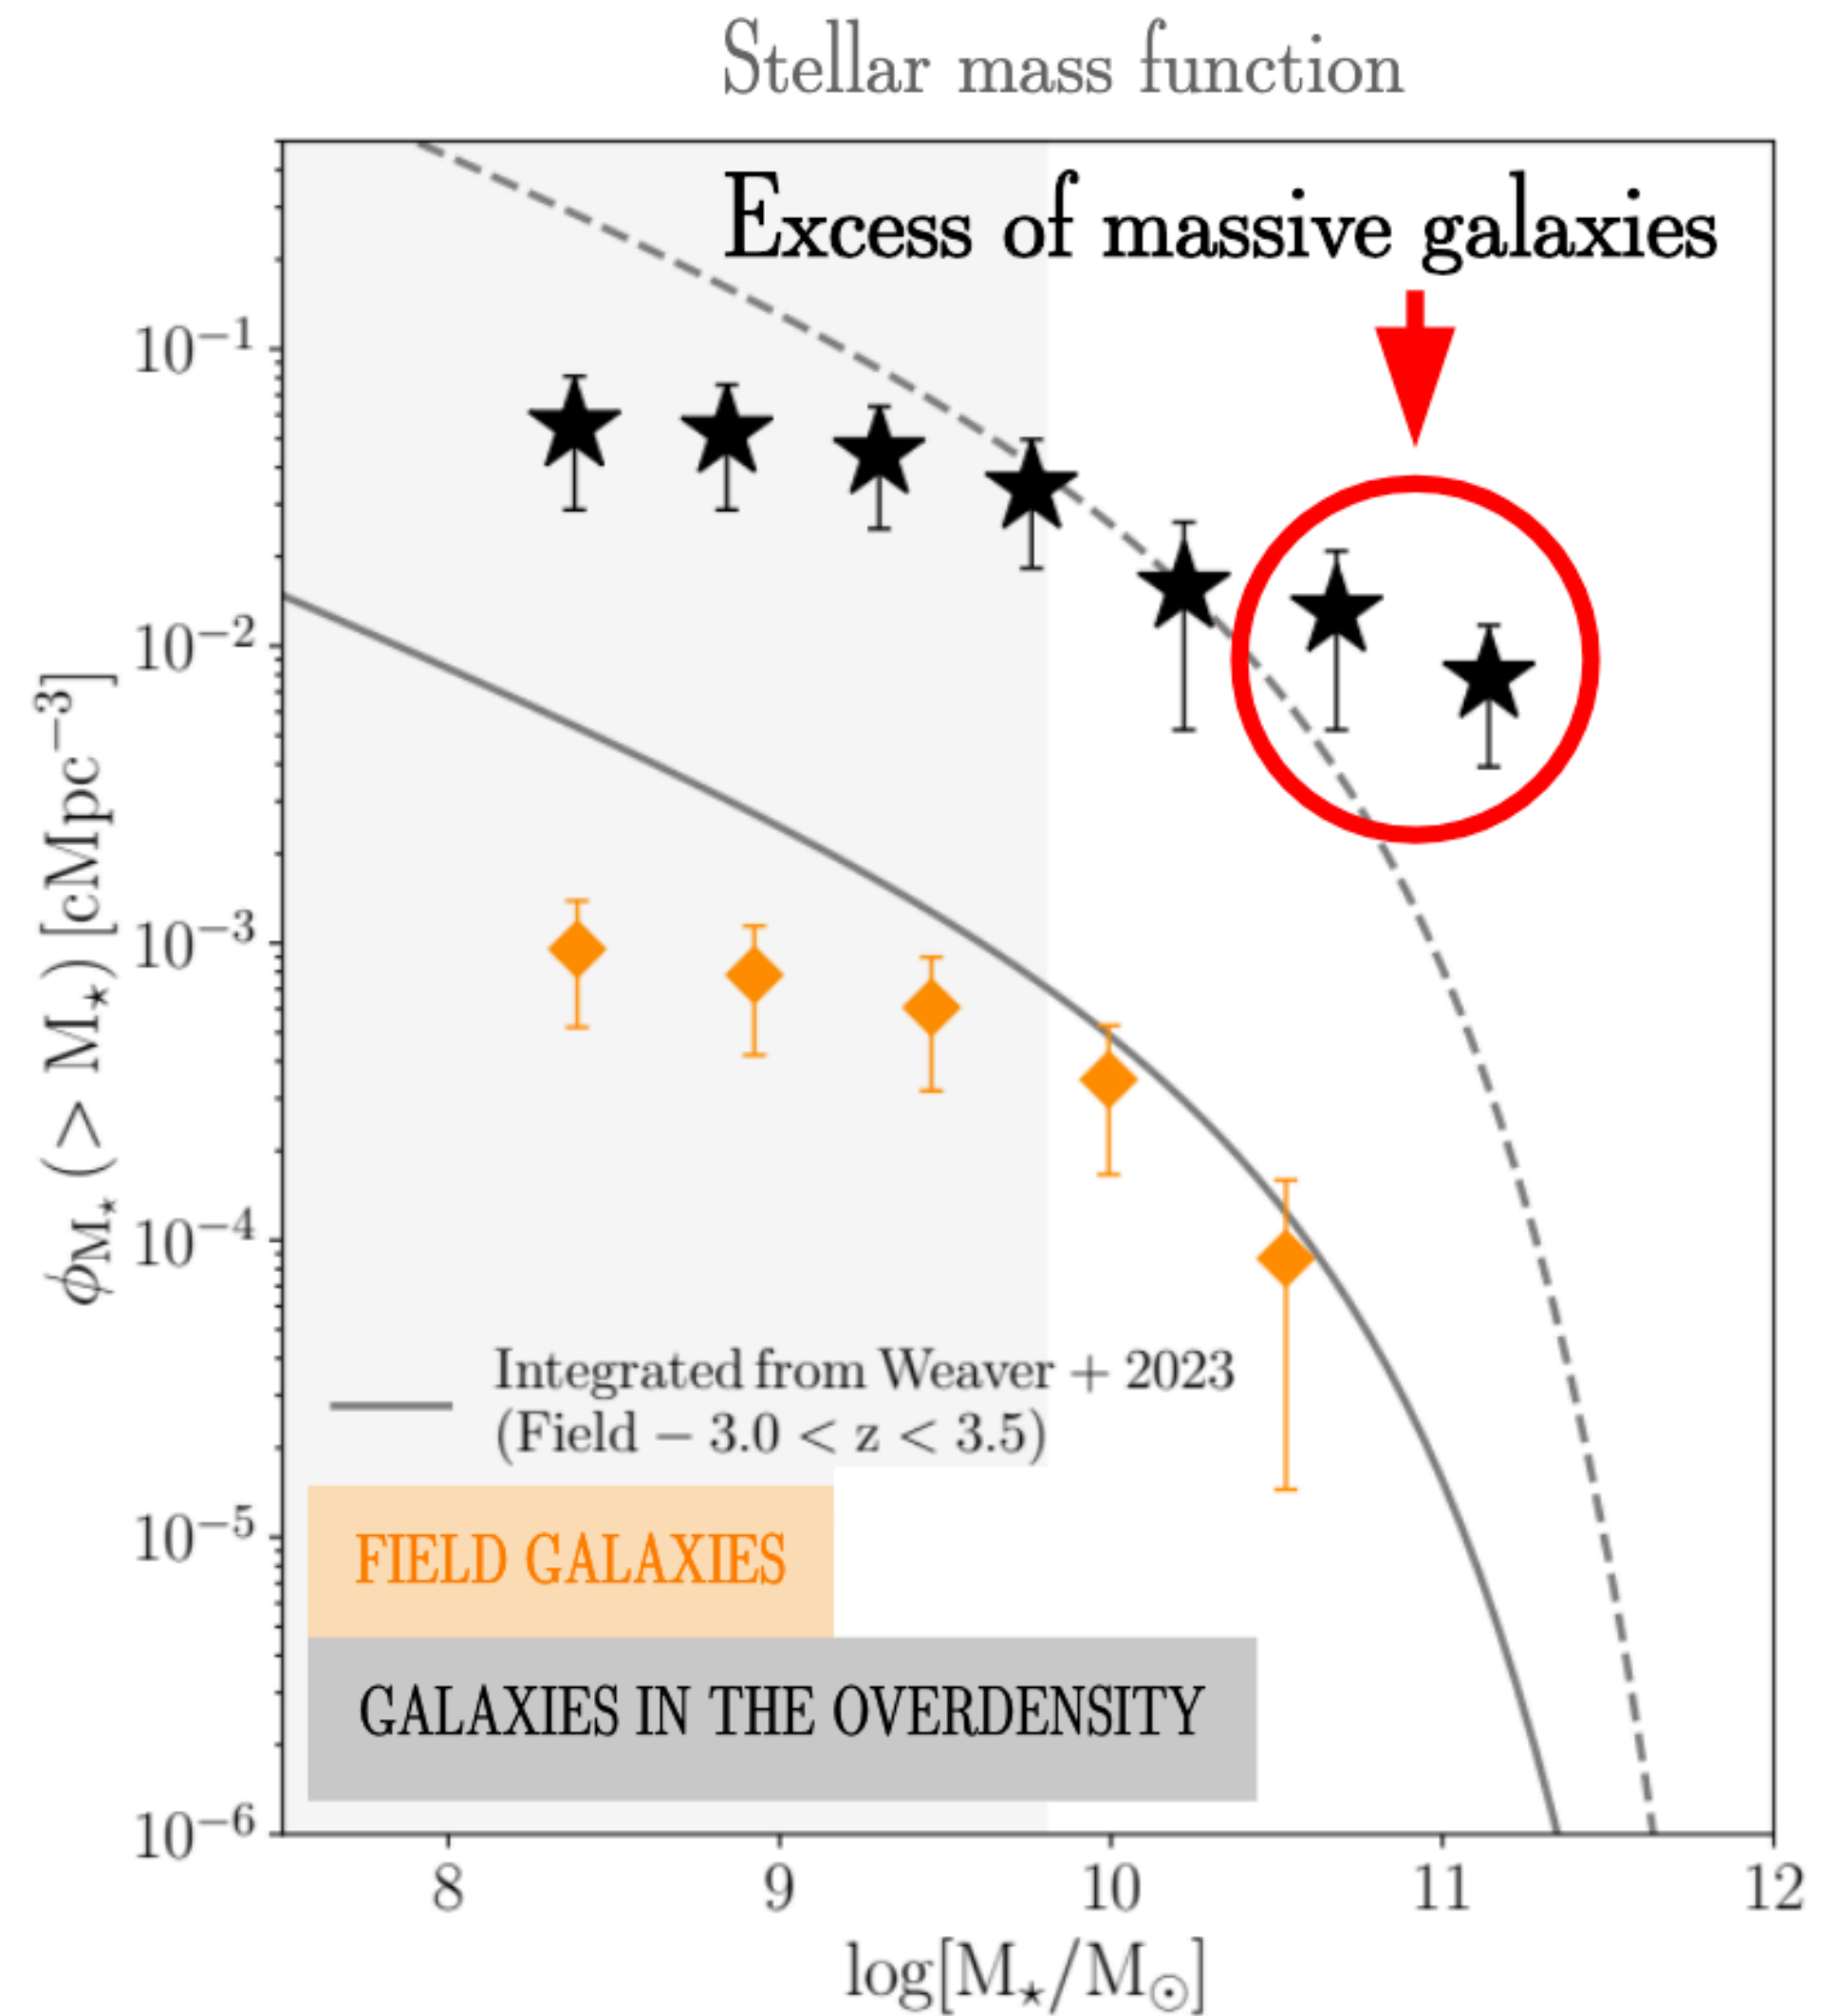 Stellar mass function
Excess of massive galaxies
10⁻¹
10⁻²
10⁻³
10⁻⁴
10⁻⁵
10⁻⁶
ϕ_M⋆ (> M⋆) [cMpc⁻³]
Integrated from Weaver + 2023
(Field − 3.0 < z < 3.5)
FIELD GALAXIES
GALAXIES IN THE OVERDENSITY
8 9 10 11 12
log[M⋆/M⊙]